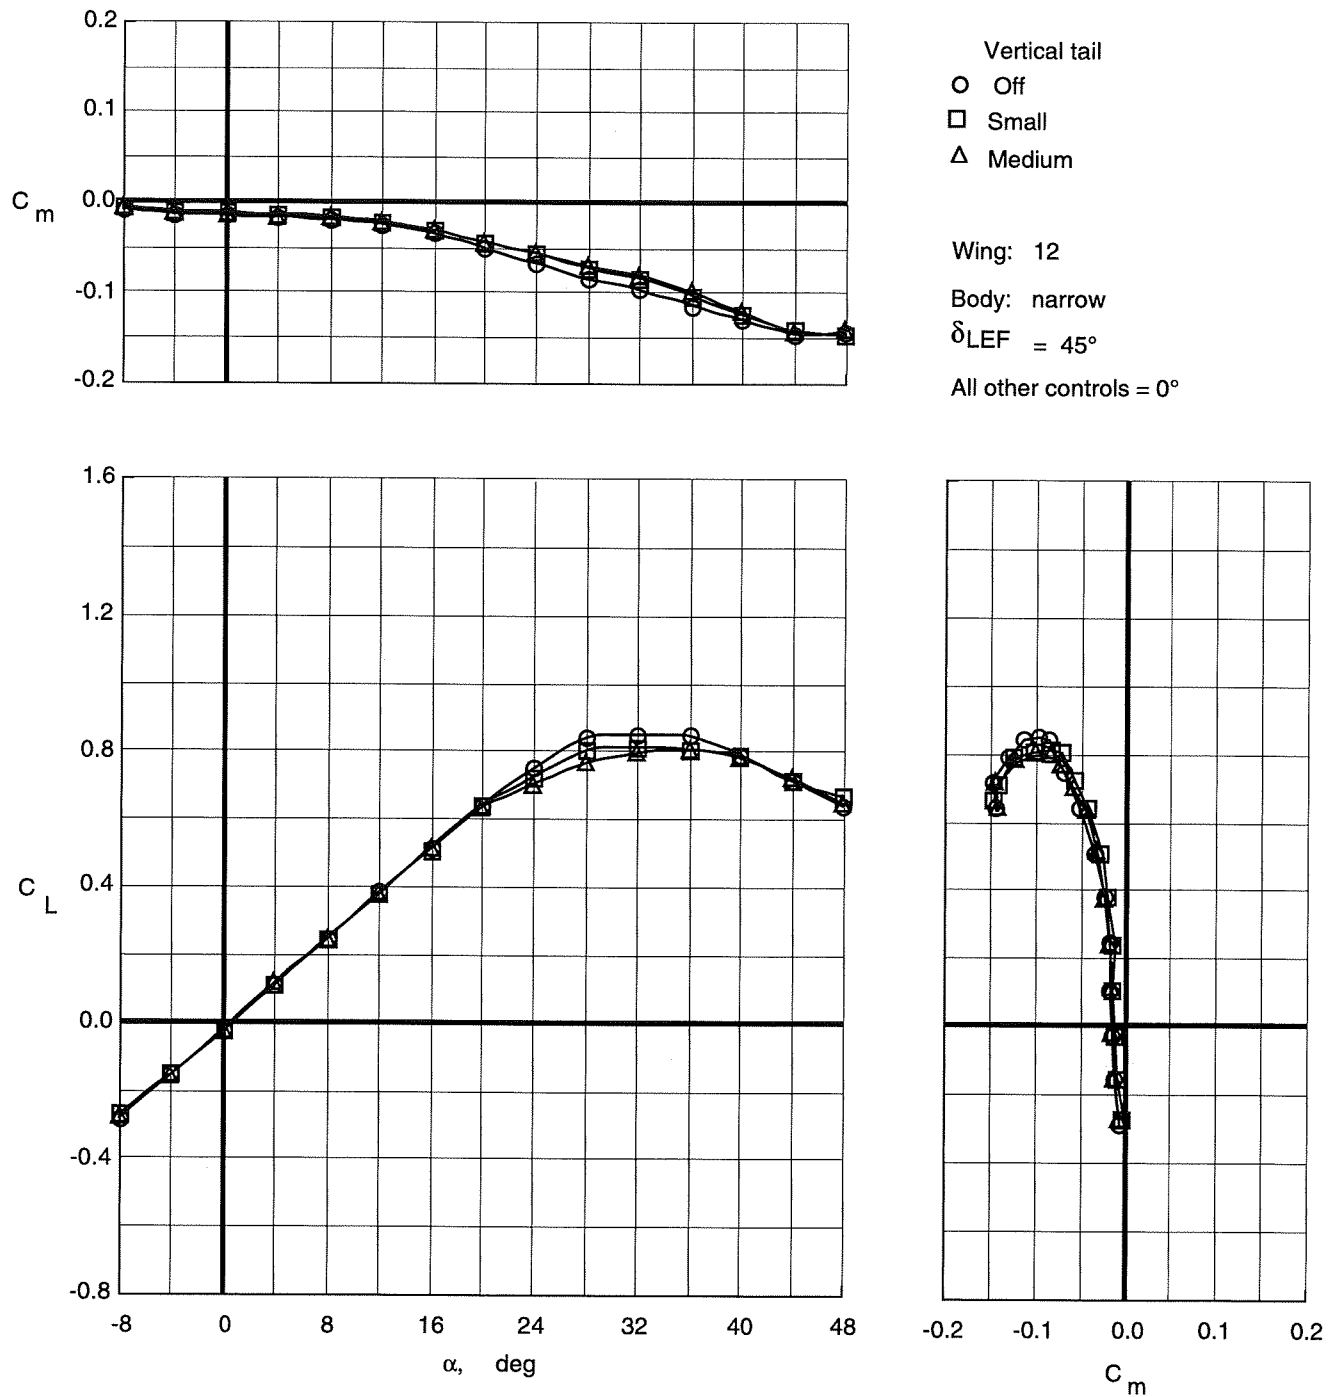 0.2
0.1
0.0
C m
-0.1
-0.2
Vertical tail
Off
Small
Medium
Wing: 12
Body: narrow
δLEF = 45°
All other controls = 0°
1.6
1.2
0.8
0.4
C L
0.0
-0.4
-0.8
-8 0 8 16 24 32 40 48
α, deg
-0.2 -0.1 0.0 0.1 0.2
C m